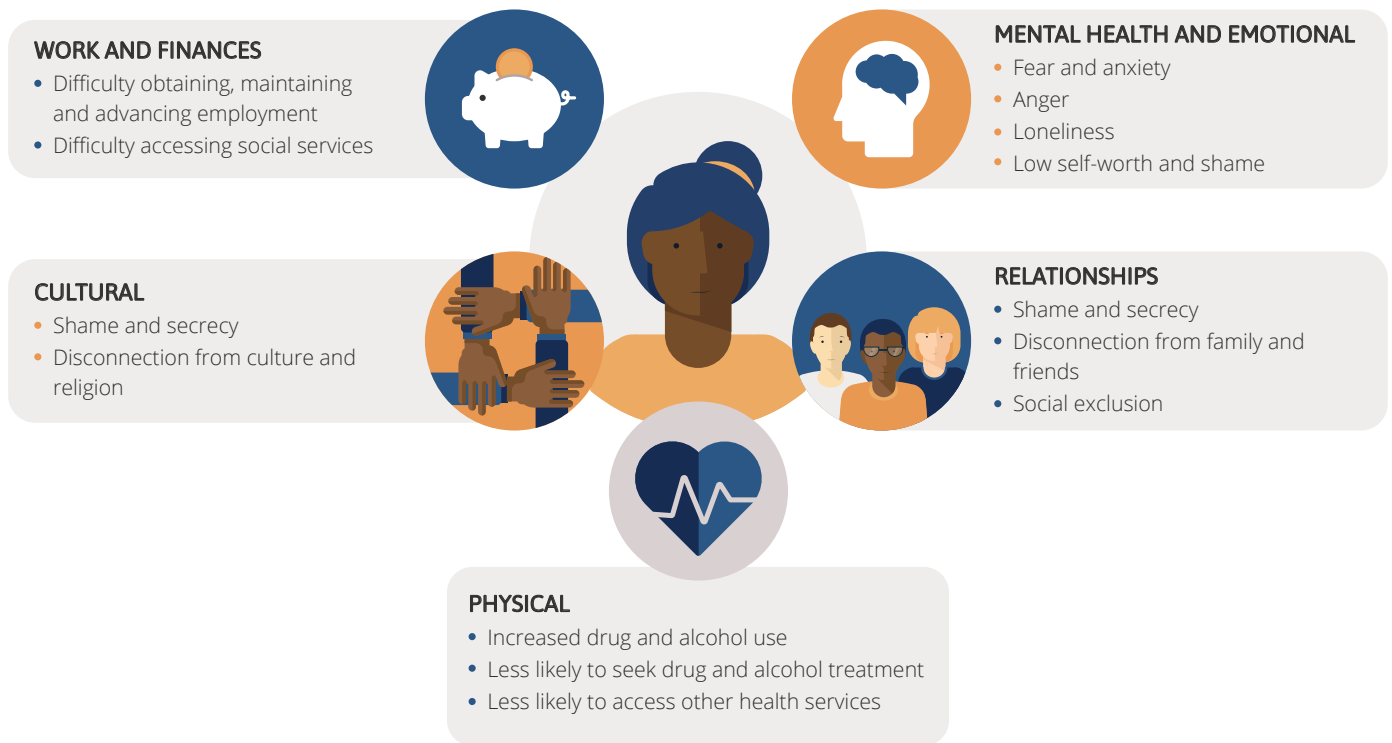 WORK AND FINANCES
• Difficulty obtaining, maintaining
and advancing employment
• Difficulty accessing social services
MENTAL HEALTH AND EMOTIONAL
• Fear and anxiety
• Anger
• Loneliness
• Low self-worth and shame
CULTURAL
• Shame and secrecy
• Disconnection from culture and
religion
RELATIONSHIPS
• Shame and secrecy
• Disconnection from family and
friends
• Social exclusion
PHYSICAL
• Increased drug and alcohol use
• Less likely to seek drug and alcohol treatment
• Less likely to access other health services